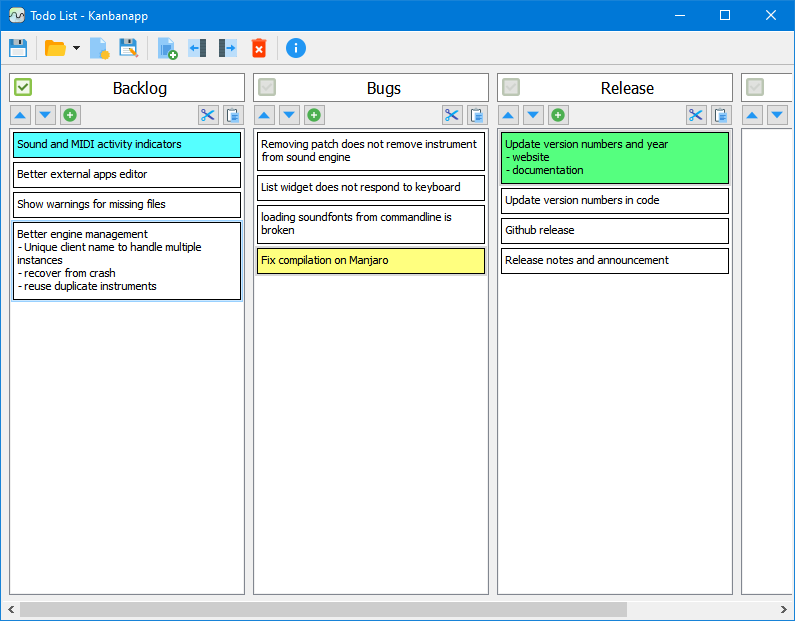 Todo List - Kanbanapp
Backlog
Sound and MIDI activity indicators
Better external apps editor
Show warnings for missing files
Better engine management
- Unique client name to handle multiple
instances
- recover from crash
- reuse duplicate instruments
Bugs
Removing patch does not remove instrument
from sound engine
List widget does not respond to keyboard
loading soundfonts from commandline is
broken
Fix compilation on Manjaro
Release
Update version numbers and year
- website
- documentation
Update version numbers in code
Github release
Release notes and announcement